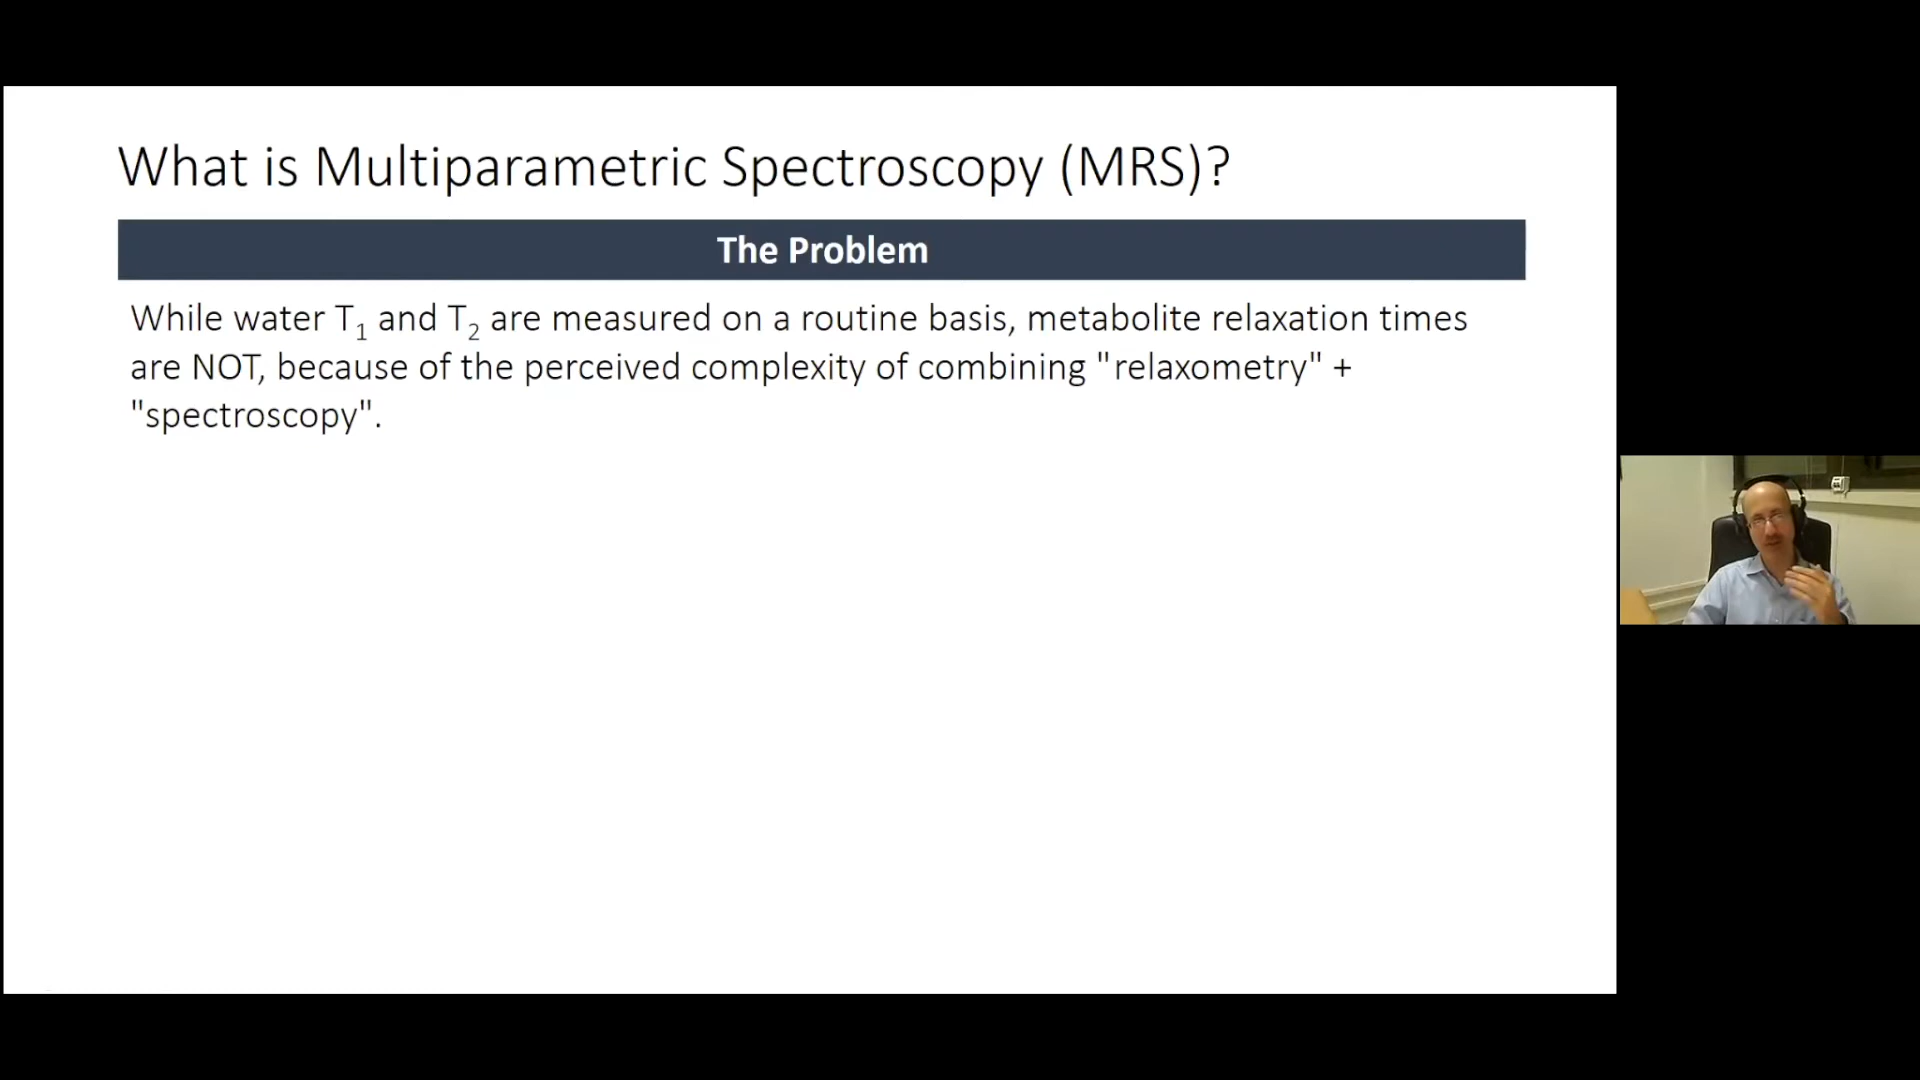 What is Multiparametric Spectroscopy (MRS)?
The Problem
While water T₁ and T₂ are measured on a routine basis, metabolite relaxation times
are NOT, because of the perceived complexity of combining "relaxometry" +
"spectroscopy".